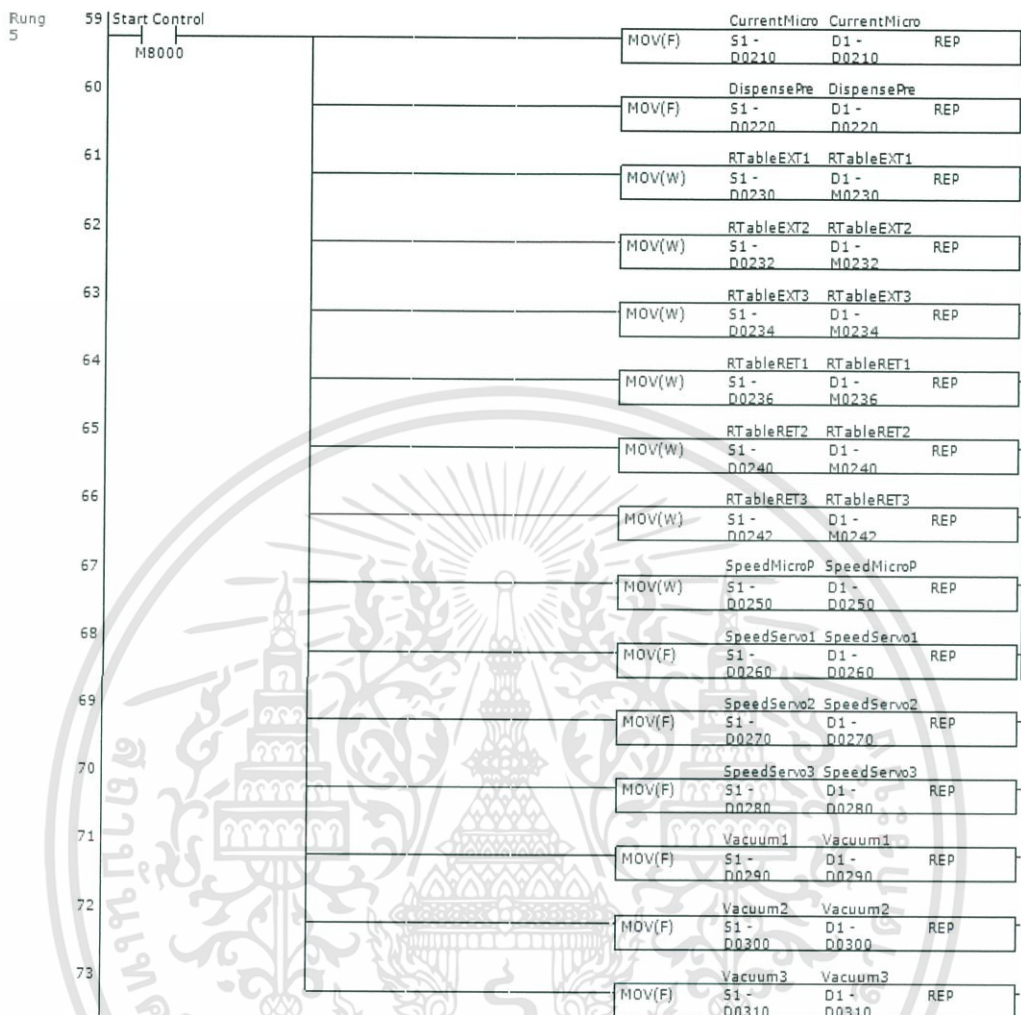 Rung 59 Start Control CurrentMicro CurrentMicro
5 MOV(F) S1 - D1 - REP
M8000 D0210 D0210
60 DispensePre DispensePre
MOV(F) S1 - D1 - REP
D0220 D0220
61 RTableEXT1 RTableEXT1
MOV(W) S1 - D1 - REP
D0230 M0230
62 RTableEXT2 RTableEXT2
MOV(W) S1 - D1 - REP
D0232 M0232
63 RTableEXT3 RTableEXT3
MOV(W) S1 - D1 - REP
D0234 M0234
64 RTableRET1 RTableRET1
MOV(W) S1 - D1 - REP
D0236 M0236
65 RTableRET2 RTableRET2
MOV(W) S1 - D1 - REP
D0240 M0240
66 RTableRET3 RTableRET3
MOV(W) S1 - D1 - REP
D0242 M0242
67 SpeedMicroP SpeedMicroP
MOV(W) S1 - D1 - REP
D0250 D0250
68 SpeedServo1 SpeedServo1
MOV(F) S1 - D1 - REP
D0260 D0260
69 SpeedServo2 SpeedServo2
MOV(F) S1 - D1 - REP
D0270 D0270
70 SpeedServo3 SpeedServo3
MOV(F) S1 - D1 - REP
D0280 D0280
71 Vacuum1 Vacuum1
MOV(F) S1 - D1 - REP
D0290 D0290
72 Vacuum2 Vacuum2
MOV(F) S1 - D1 - REP
D0300 D0300
73 Vacuum3 Vacuum3
MOV(F) S1 - D1 - REP
D0310 D0310